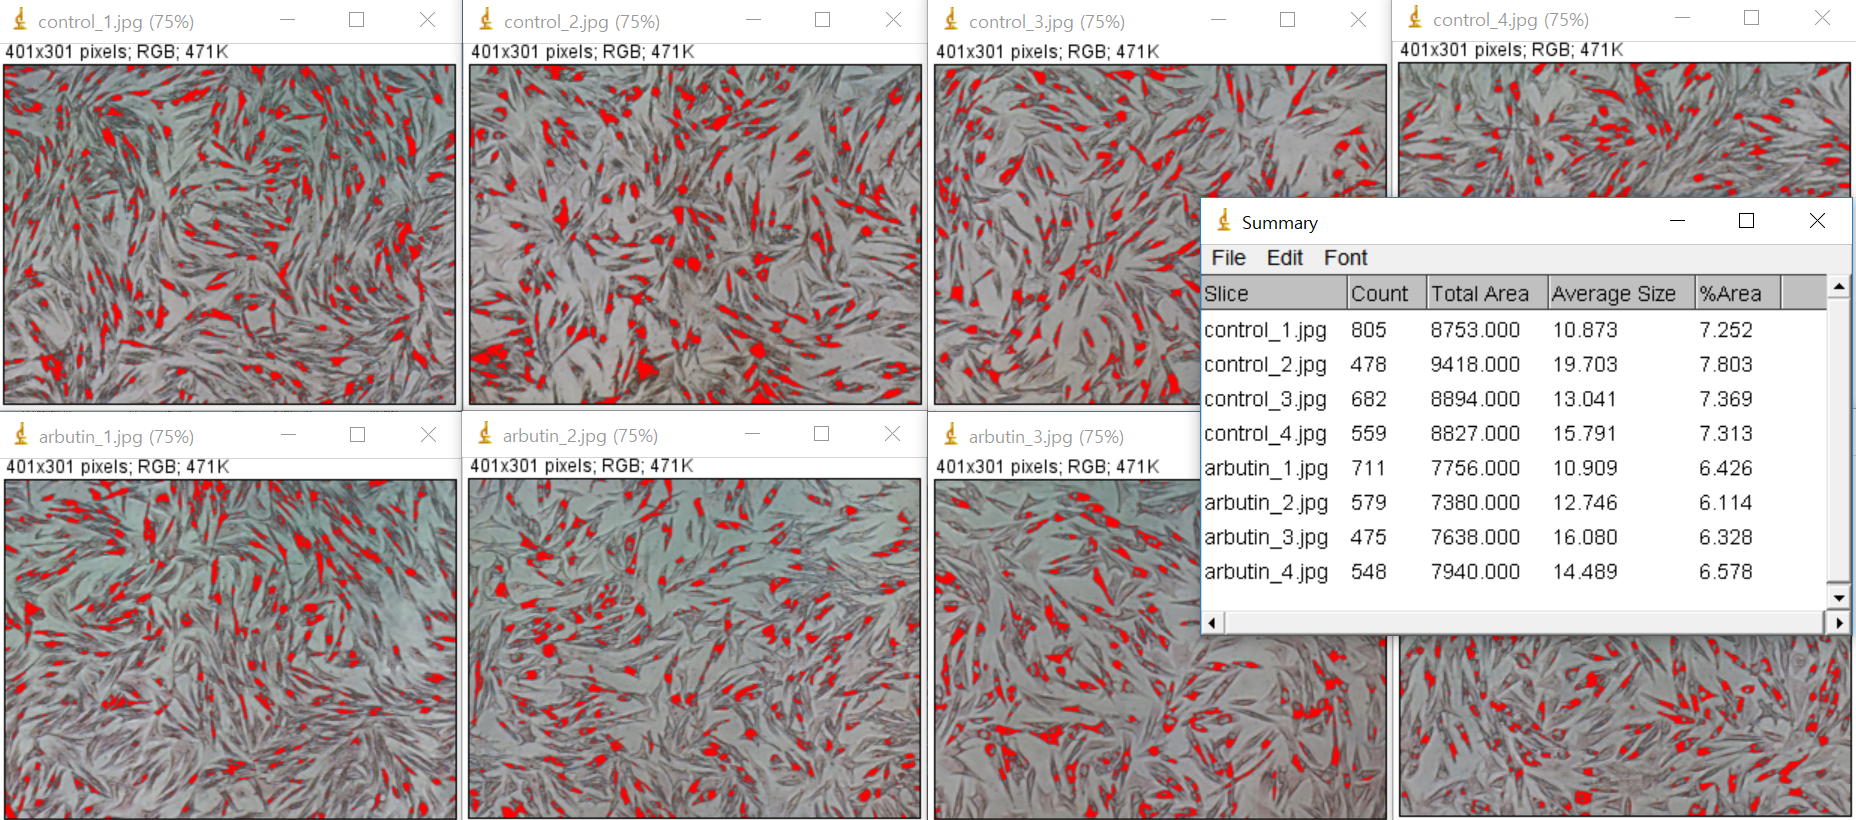 control_1.jpg (75%)
401x301 pixels; RGB; 471K
control_2.jpg (75%)
401x301 pixels; RGB; 471K
control_3.jpg (75%)
401x301 pixels; RGB; 471K
control_4.jpg (75%)
401x301 pixels; RGB; 471K
Summary
File Edit Font
Slice Count Total Area Average Size %Area
control_1.jpg 805 8753.000 10.873 7.252
control_2.jpg 478 9418.000 19.703 7.803
control_3.jpg 682 8894.000 13.041 7.369
control_4.jpg 559 8827.000 15.791 7.313
arbutin_1.jpg 711 7756.000 10.909 6.426
arbutin_2.jpg 579 7380.000 12.746 6.114
arbutin_3.jpg 475 7638.000 16.080 6.328
arbutin_4.jpg 548 7940.000 14.489 6.578
arbutin_1.jpg (75%)
401x301 pixels; RGB; 471K
arbutin_2.jpg (75%)
401x301 pixels; RGB; 471K
arbutin_3.jpg (75%)
401x301 pixels; RGB; 471K